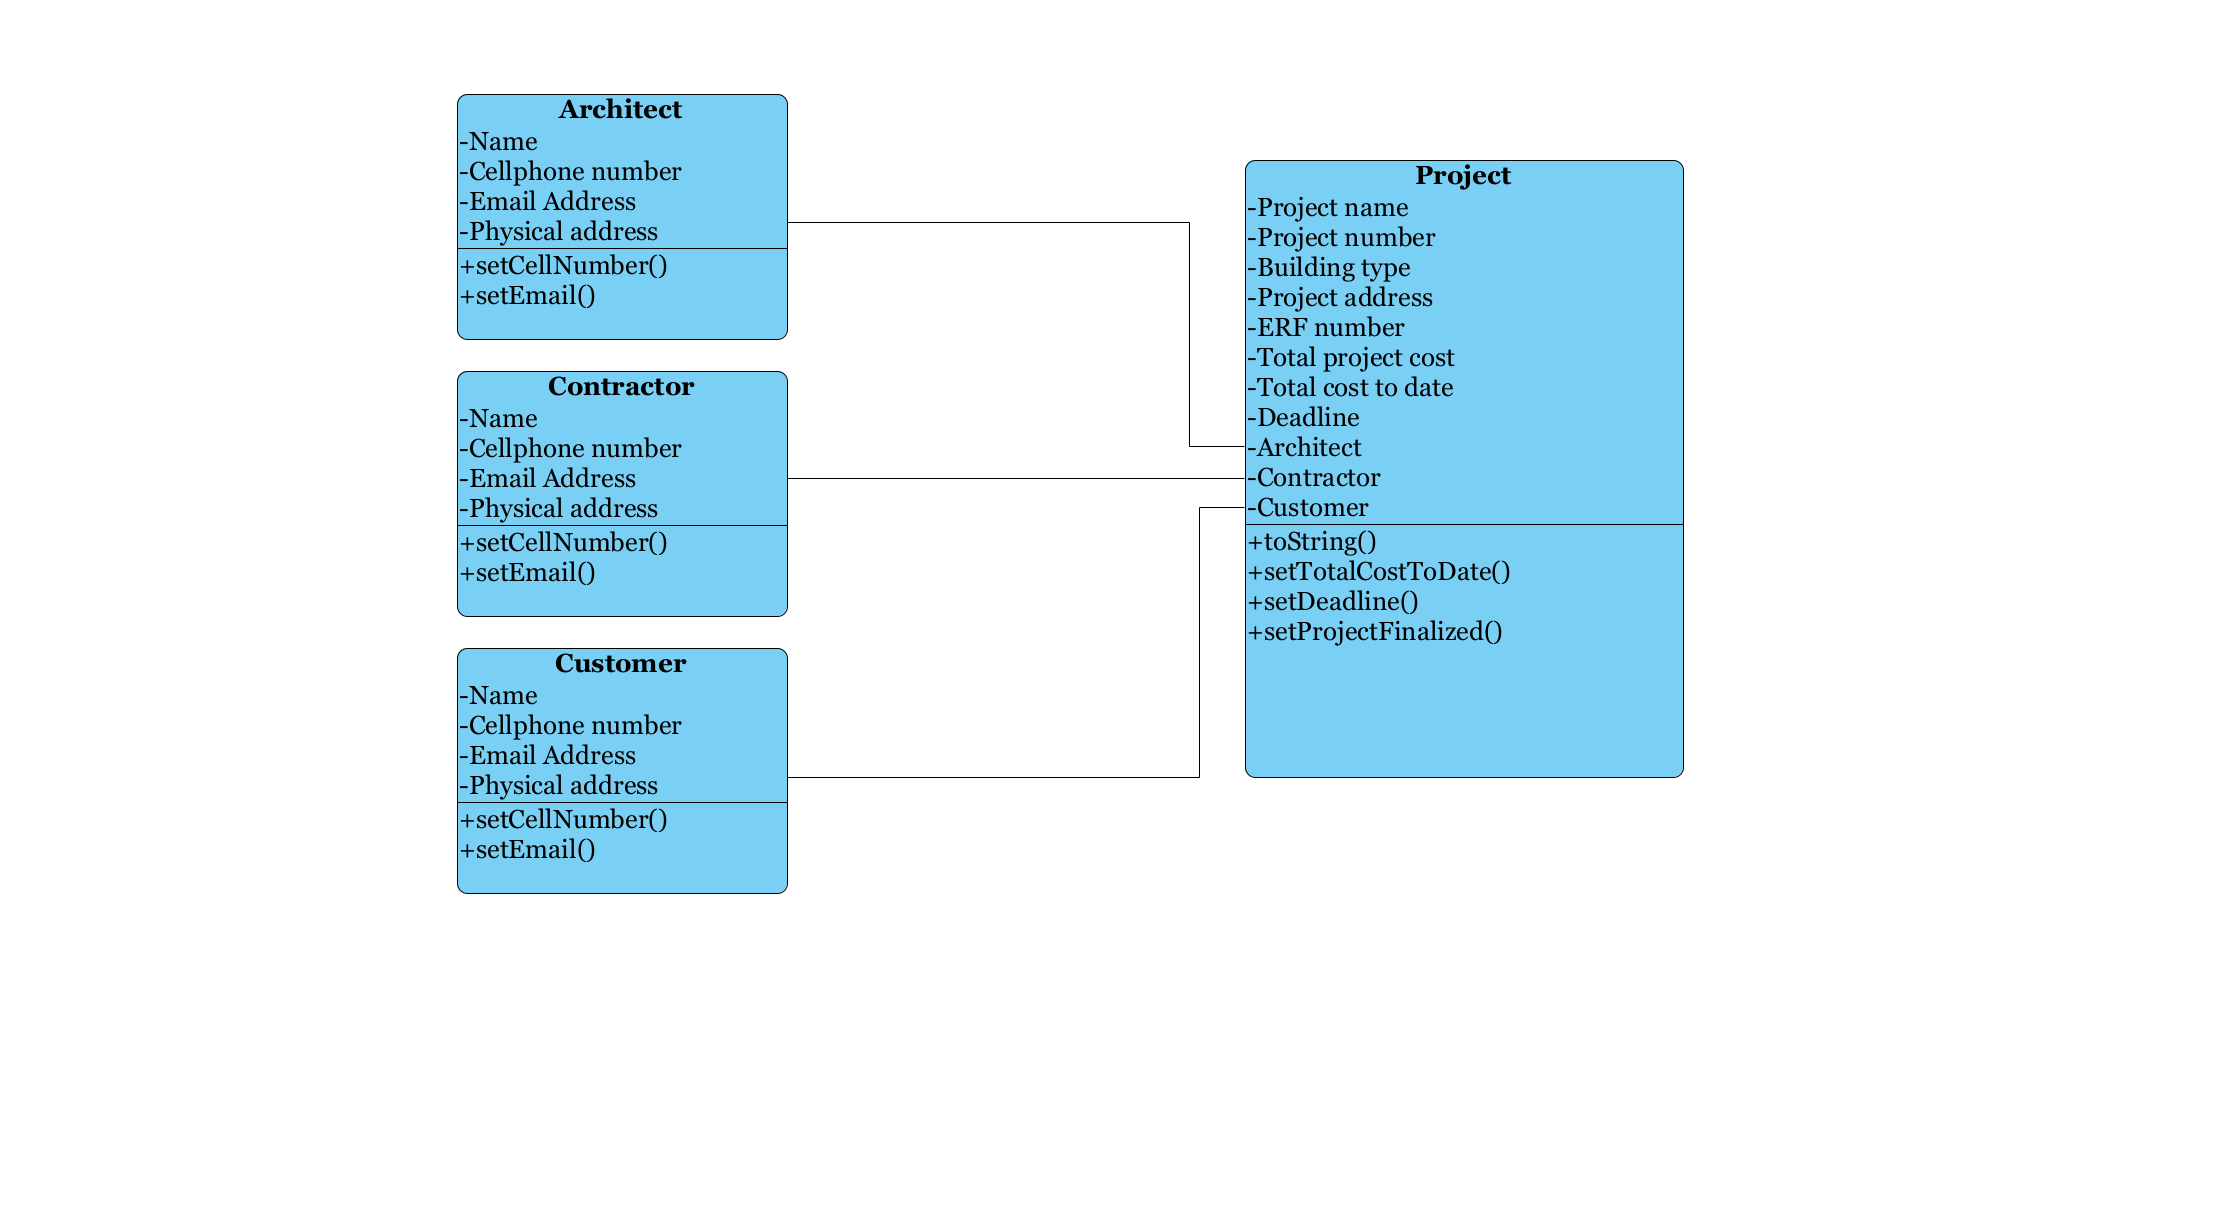 Architect
-Name
-Cellphone number
-Email Address
-Physical address
+setCellNumber()
+setEmail()
Contractor
-Name
-Cellphone number
-Email Address
-Physical address
+setCellNumber()
+setEmail()
Customer
-Name
-Cellphone number
-Email Address
-Physical address
+setCellNumber()
+setEmail()
Project
-Project name
-Project number
-Building type
-Project address
-ERF number
-Total project cost
-Total cost to date
-Deadline
-Architect
-Contractor
-Customer
+toString()
+setTotalCostToDate()
+setDeadline()
+setProjectFinalized()